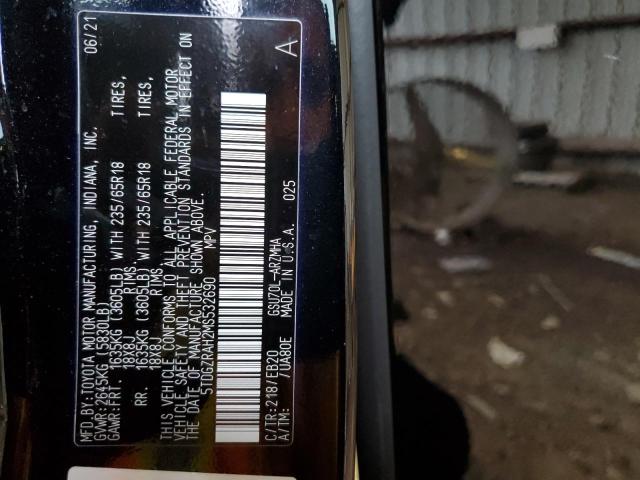 MFD.BY:TOYOTA MOTOR MANUFACTURING, INDIANA, INC. 06/21
GVWR:2645KG (5830LB)
GAWR:FRT. 1635KG (3605LB) WITH 235/65R18 TIRES,
18X8J RIMS
RR. 1635KG (3605LB) WITH 235/65R18 TIRES,
18X8J RIMS
THIS VEHICLE CONFORMS TO ALL APPLICABLE FEDERAL MOTOR
VEHICLE SAFETY AND THEFT PREVENTION STANDARDS IN EFFECT ON
THE DATE OF MANUFACTURE SHOWN ABOVE.
5TDGZRAH2MS532690 MPV A
C/TR:218/EB20 GSU70L-ARZMHA
A/TM: /UA80E MADE IN U.S.A. 025